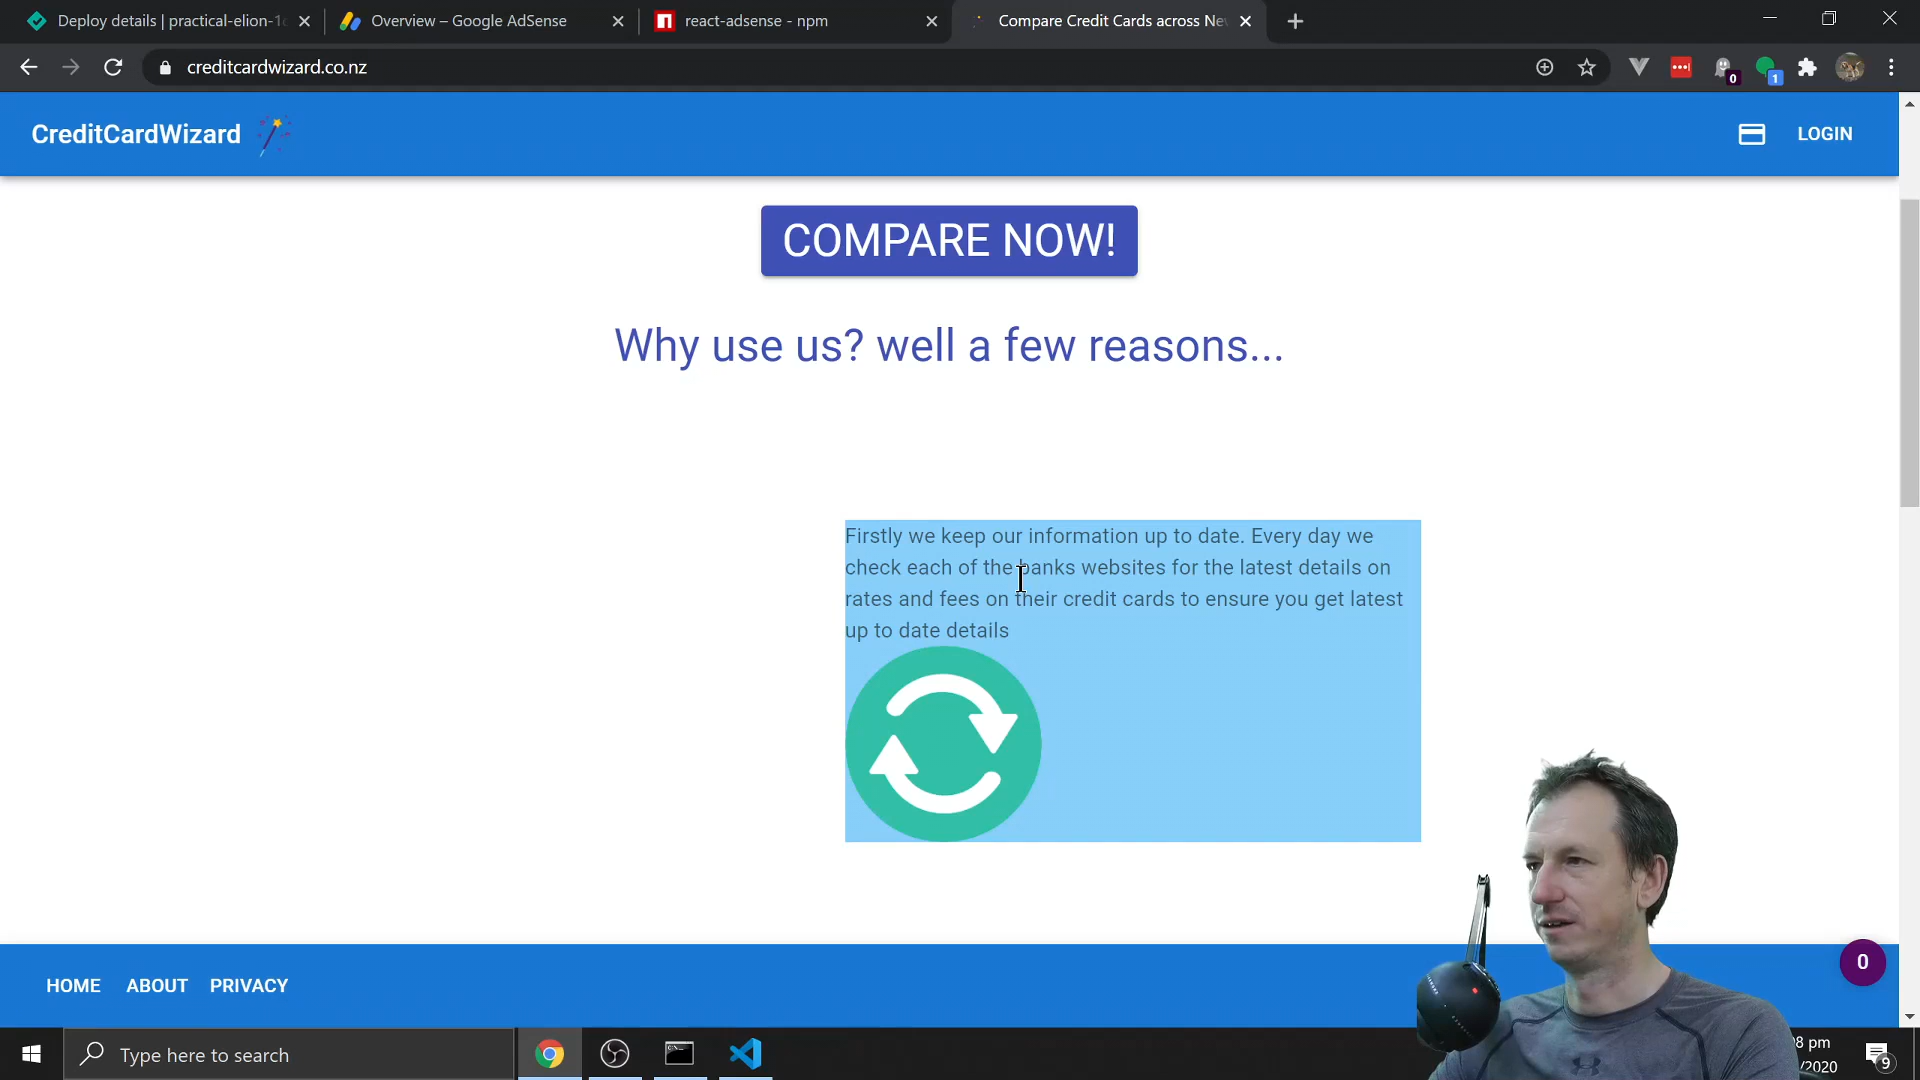 Deploy details | practical-elion-1c
Overview – Google AdSense
react-adsense - npm
Compare Credit Cards across Ne
creditcardwizard.co.nz
0
1
CreditCardWizard
LOGIN
COMPARE NOW!
Why use us? well a few reasons...
Firstly we keep our information up to date. Every day we
check each of the banks websites for the latest details on
rates and fees on their credit cards to ensure you get latest
up to date details
0
HOME
ABOUT
PRIVACY
Type here to search
8 pm
/2020
9